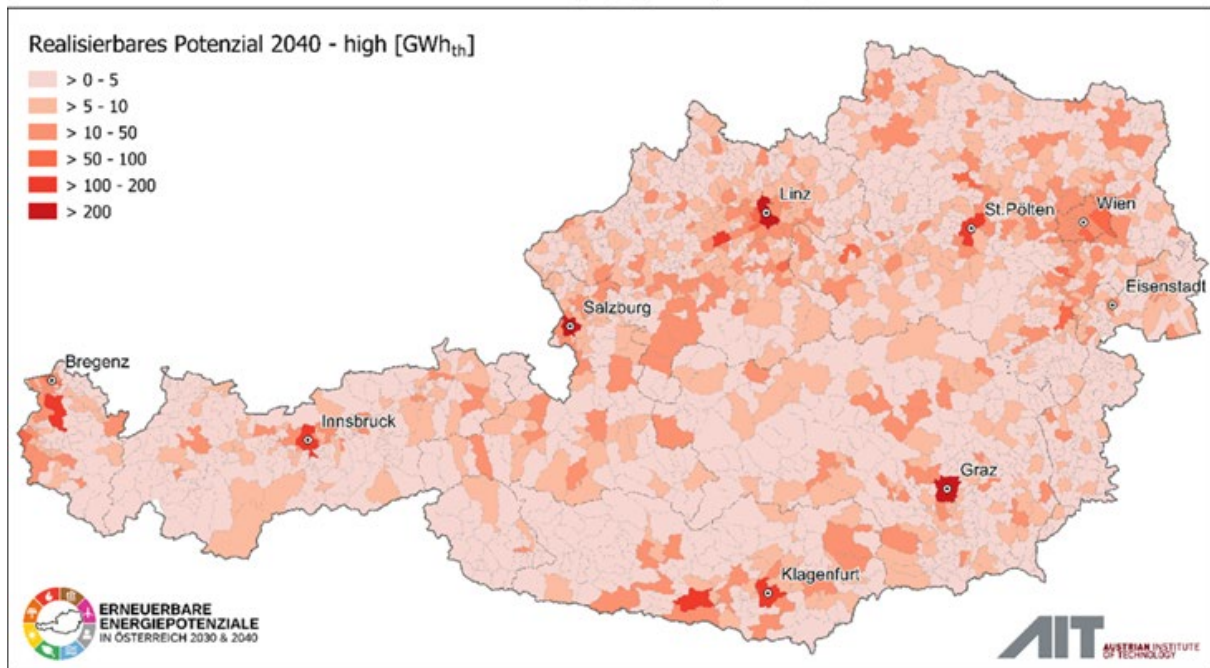 Realisierbares Potenzial 2040 - high [GWhth]
> 0 - 5
> 5 - 10
> 10 - 50
> 50 - 100
> 100 - 200
> 200
Linz
St.Pölten
Wien
Eisenstadt
Salzburg
Bregenz
Innsbruck
Graz
Klagenfurt
ERNEUERBARE
ENERGIEPOTENZIALE
IN ÖSTERREICH 2030 & 2040
AIT
AUSTRIAN INSTITUTE
OF TECHNOLOGY